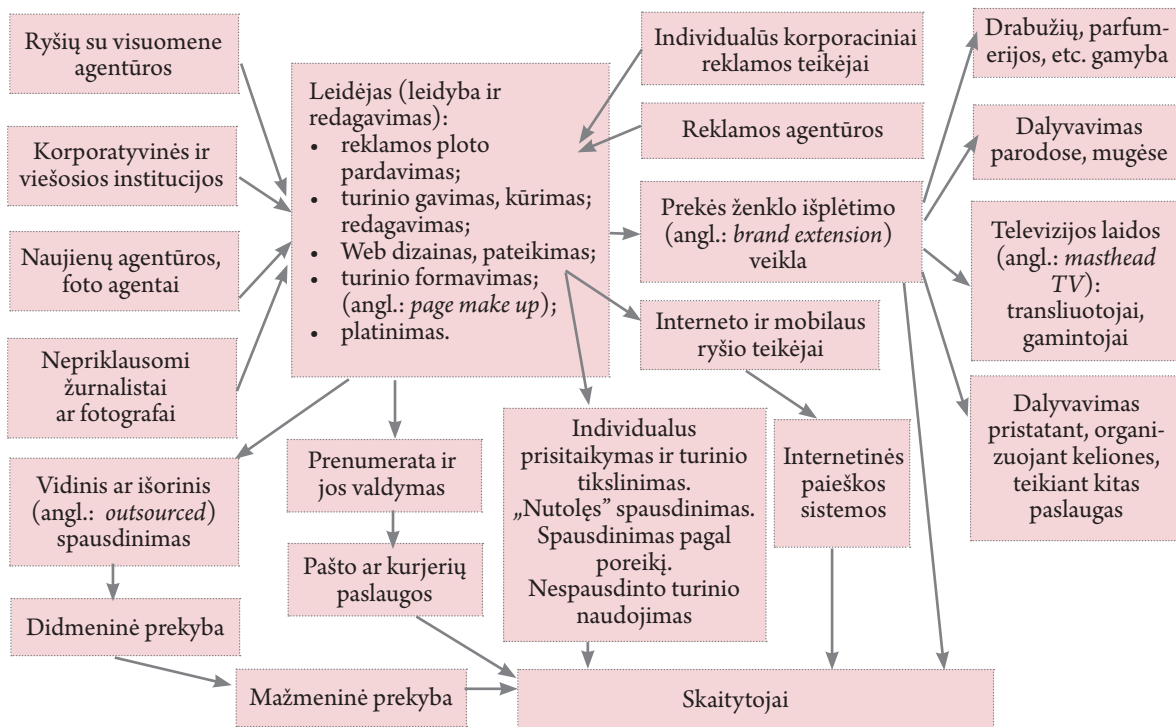 Ryšių su visuomene
agentūros
Korporatyvinės ir
viešosios institucijos
Naujienų agentūros,
foto agentai
Nepriklausomi
žurnalistai
ar fotografai
Leidėjas (leidyba ir
redagavimas):
• reklamos ploto
pardavimas;
• turinio gavimas, kūrimas;
redagavimas;
• Web dizainas, pateikimas;
• turinio formavimas;
(angl.: page make up);
• platinimas.
Individualūs korporaciniai
reklamos teikėjai
Reklamos agentūros
Prekės ženklo išplėtimo
(angl.: brand extension)
veikla
Interneto ir mobilaus
ryšio teikėjai
Drabužių, parfum-
erijos, etc. gamyba
Dalyvavimas
parodose, mugėse
Televizijos laidos
(angl.: masthead
TV):
transliuotojai,
gamintojai
Dalyvavimas
pristatant, organi-
zuojant keliones,
teikiant kitas
paslaugas
Vidinis ar išorinis
(angl.: outsourced)
spausdinimas
Prenumerata ir
jos valdymas
Individualus
prisitaikymas ir turinio
tikslinimas.
„Nutolęs” spausdinimas.
Spausdinimas pagal
poreikį.
Nespausdinto turinio
naudojimas
Internetinės
paieškos
sistemos
Pašto ar kurjerių
paslaugos
Didmeninė prekyba
Mažmeninė prekyba
Skaitytojai